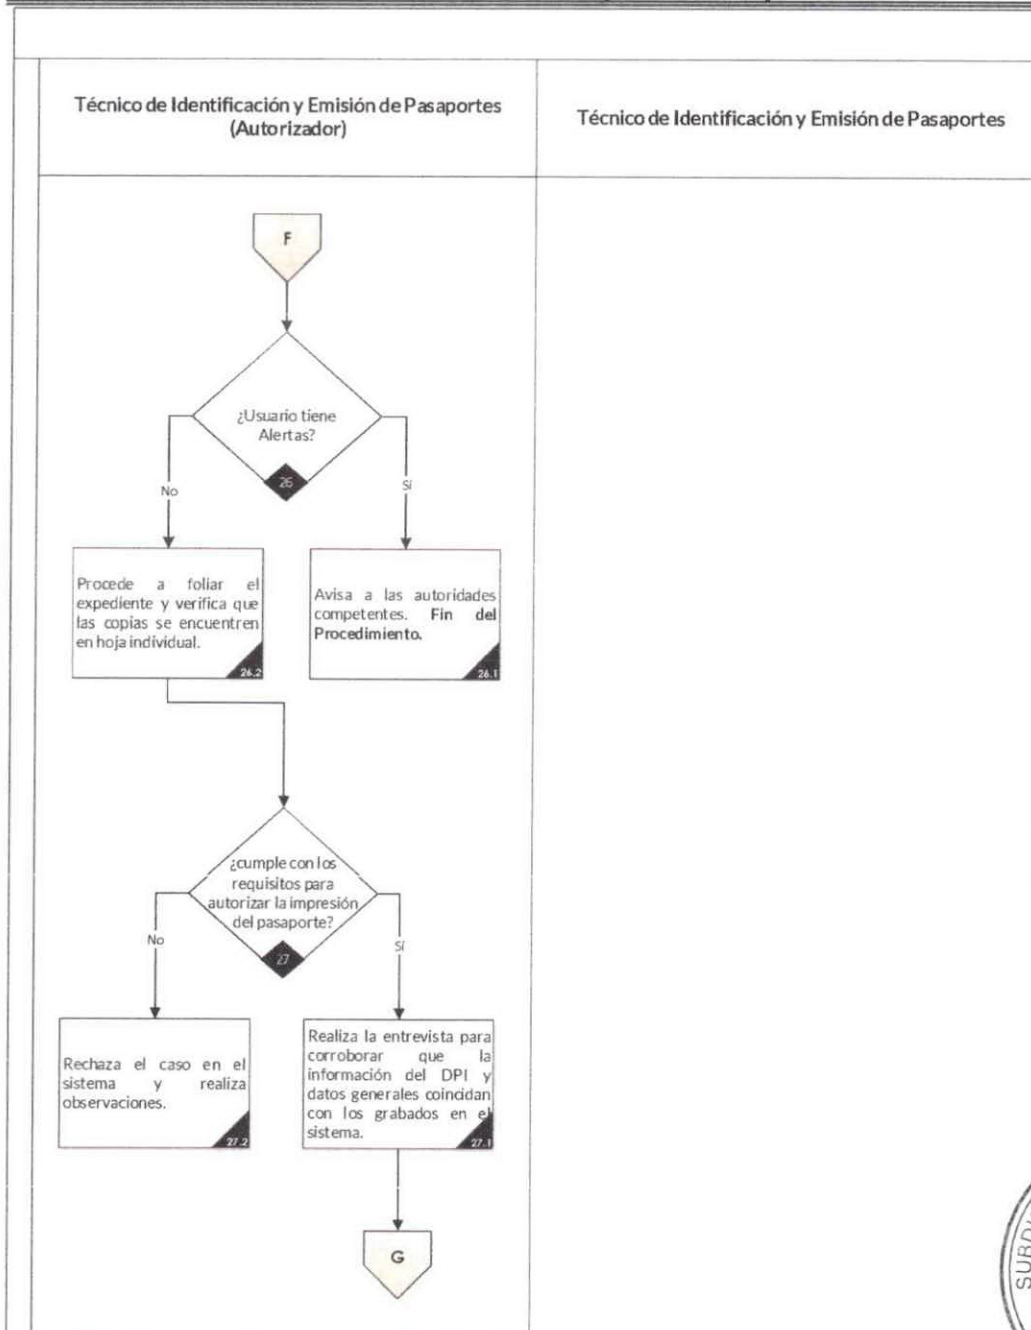 Técnico de Identificación y Emisión de Pasaportes
(Autorizador)
Técnico de Identificación y Emisión de Pasaportes
F
¿Usuario tiene
Alertas?
26
No
Sí
Procede a foliar el
expediente y verifica que
las copias se encuentren
en hoja individual.
26.2
Avisa a las autoridades
competentes. Fin del
Procedimiento.
26.1
¿cumple con los
requisitos para
autorizar la impresión
del pasaporte?
27
No
Sí
Rechaza el caso en el
sistema y realiza
observaciones.
27.2
Realiza la entrevista para
corroborar que la
información del DPI y
datos generales coincidan
con los grabados en el
sistema.
27.1
G